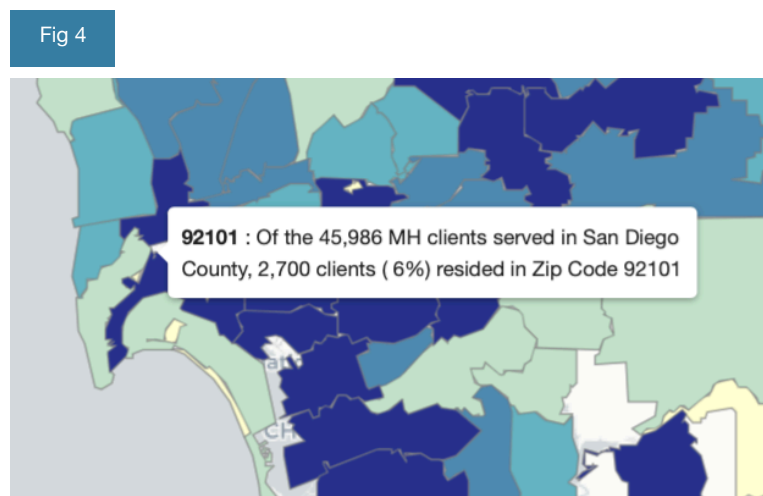 Fig 4
92101 : Of the 45,986 MH clients served in San Diego
County, 2,700 clients ( 6%) resided in Zip Code 92101
CH